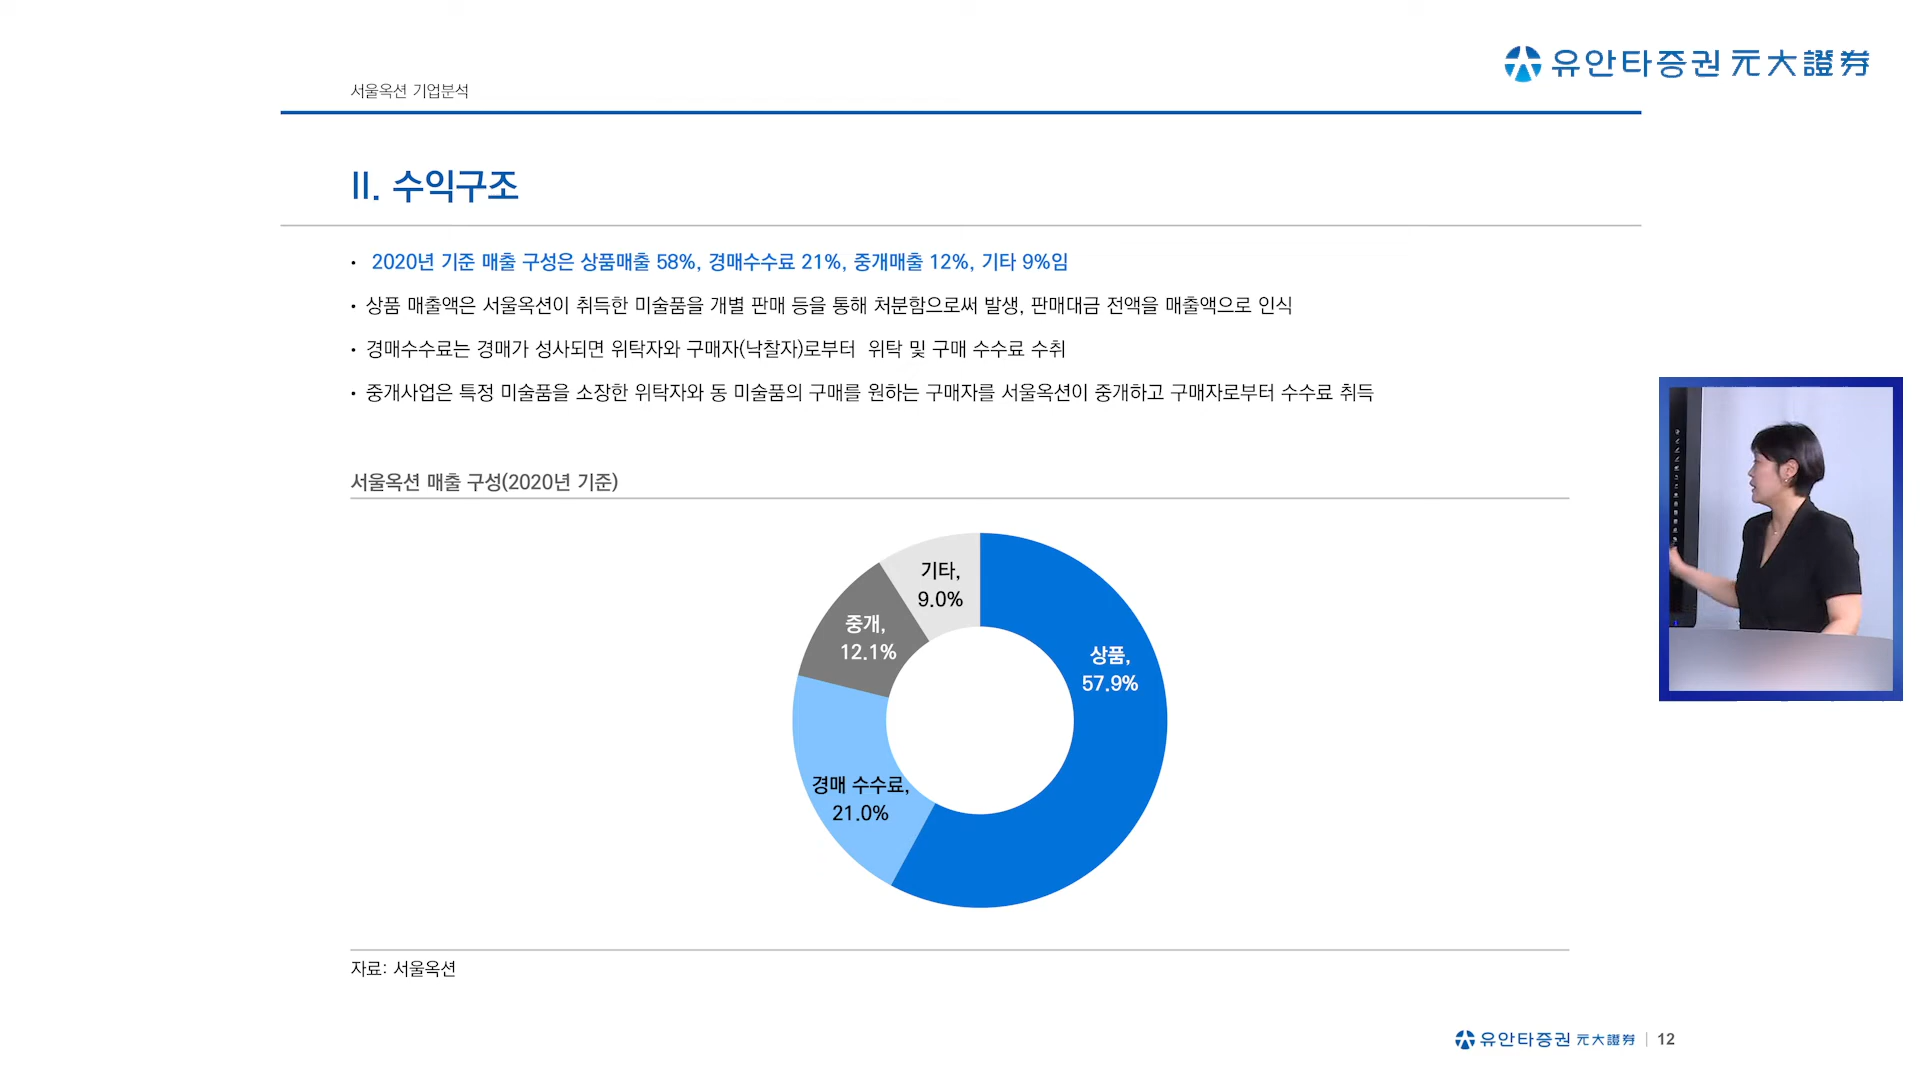 유안타증권 元大證券
서울옥션 기업분석
II. 수익구조
• 2020년 기준 매출 구성은 상품매출 58%, 경매수수료 21%, 중개매출 12%, 기타 9%임
• 상품 매출액은 서울옥션이 취득한 미술품을 개별 판매 등을 통해 처분함으로써 발생, 판매대금 전액을 매출액으로 인식
• 경매수수료는 경매가 성사되면 위탁자와 구매자(낙찰자)로부터 위탁 및 구매 수수료 수취
• 중개사업은 특정 미술품을 소장한 위탁자와 동 미술품의 구매를 원하는 구매자를 서울옥션이 중개하고 구매자로부터 수수료 취득
서울옥션 매출 구성(2020년 기준)
기타,
9.0%
중개,
12.1%
상품,
57.9%
경매 수수료,
21.0%
자료: 서울옥션
유안타증권 元大證券 | 12